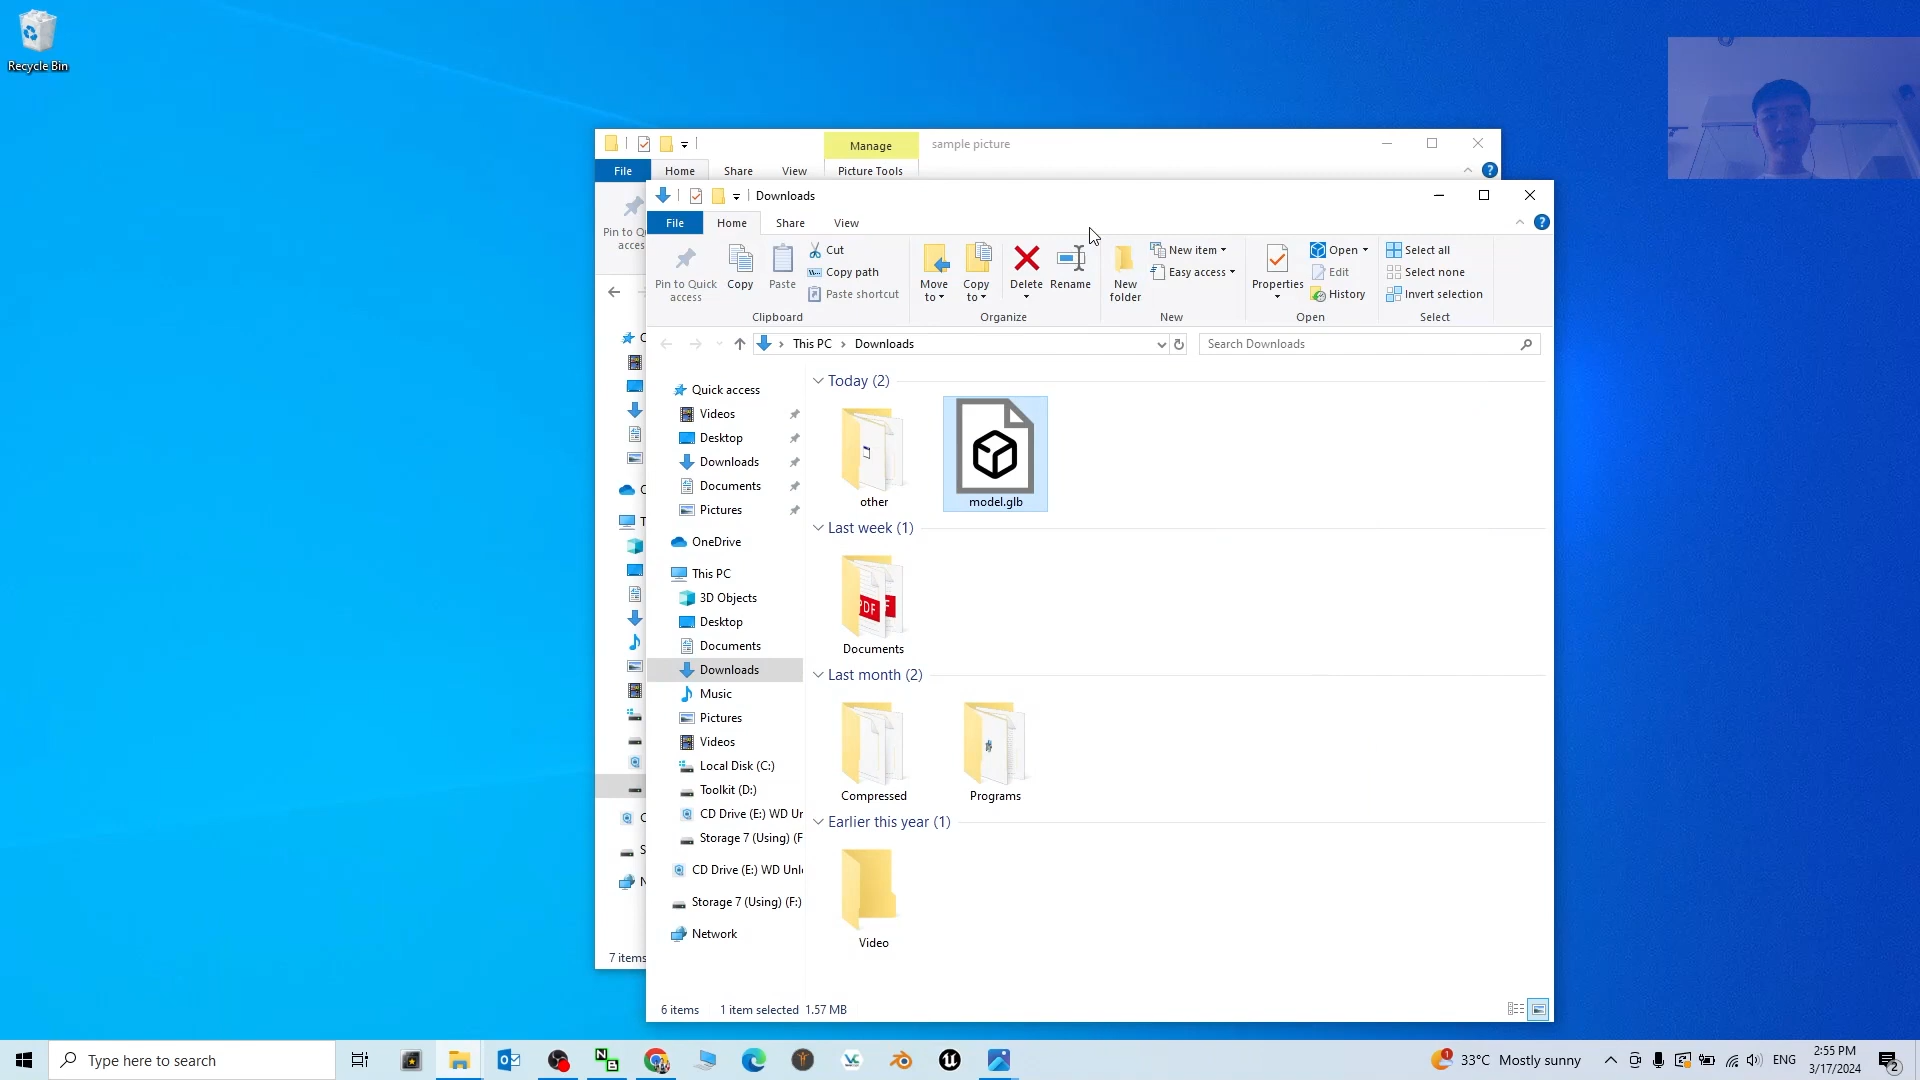 Recycle Bin
Manage
sample picture
File
Home
Share
View
Picture Tools
Downloads
File
Home
Share
View
Pin to Quick access
Copy
Paste
Cut
Copy path
Paste shortcut
Clipboard
Move to
Copy to
Delete
Rename
Organize
New folder
New item
Easy access
New
Properties
Open
Edit
History
Open
Select all
Select none
Invert selection
Select
This PC
Downloads
Search Downloads
Quick access
Videos
Desktop
Downloads
Documents
Pictures
OneDrive
This PC
3D Objects
Desktop
Documents
Downloads
Music
Pictures
Videos
Local Disk (C:)
Toolkit (D:)
CD Drive (E:) WD Un
Storage 7 (Using) (F
CD Drive (E:) WD Unl
Storage 7 (Using) (F:)
Network
Today (2)
other
model.glb
Last week (1)
PDF
Documents
Last month (2)
Compressed
Programs
Earlier this year (1)
Video
7 items
6 items
1 item selected 1.57 MB
Type here to search
33°C Mostly sunny
ENG
2:55 PM
3/17/2024
2